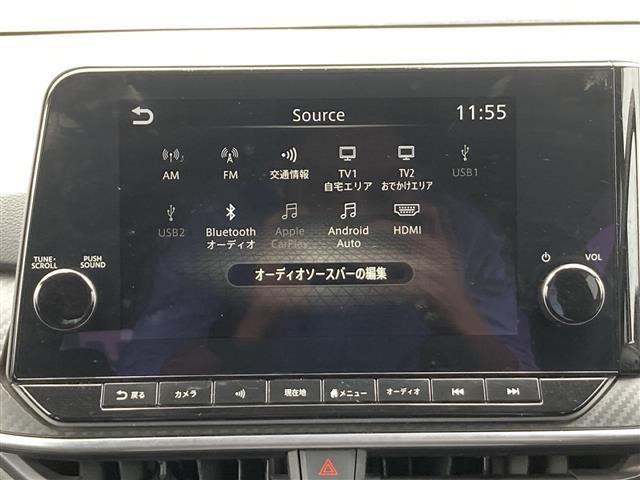 Source
11:55
AM
FM
交通情報
TV1
自宅エリア
TV2
おでかけエリア
USB1
USB2
Bluetooth
オーディオ
Apple
CarPlay
Android
Auto
HDMI
オーディオソースバーの編集
TUNE・
SCROLL
PUSH
SOUND
VOL
戻る
カメラ
現在地
メニュー
オーディオ